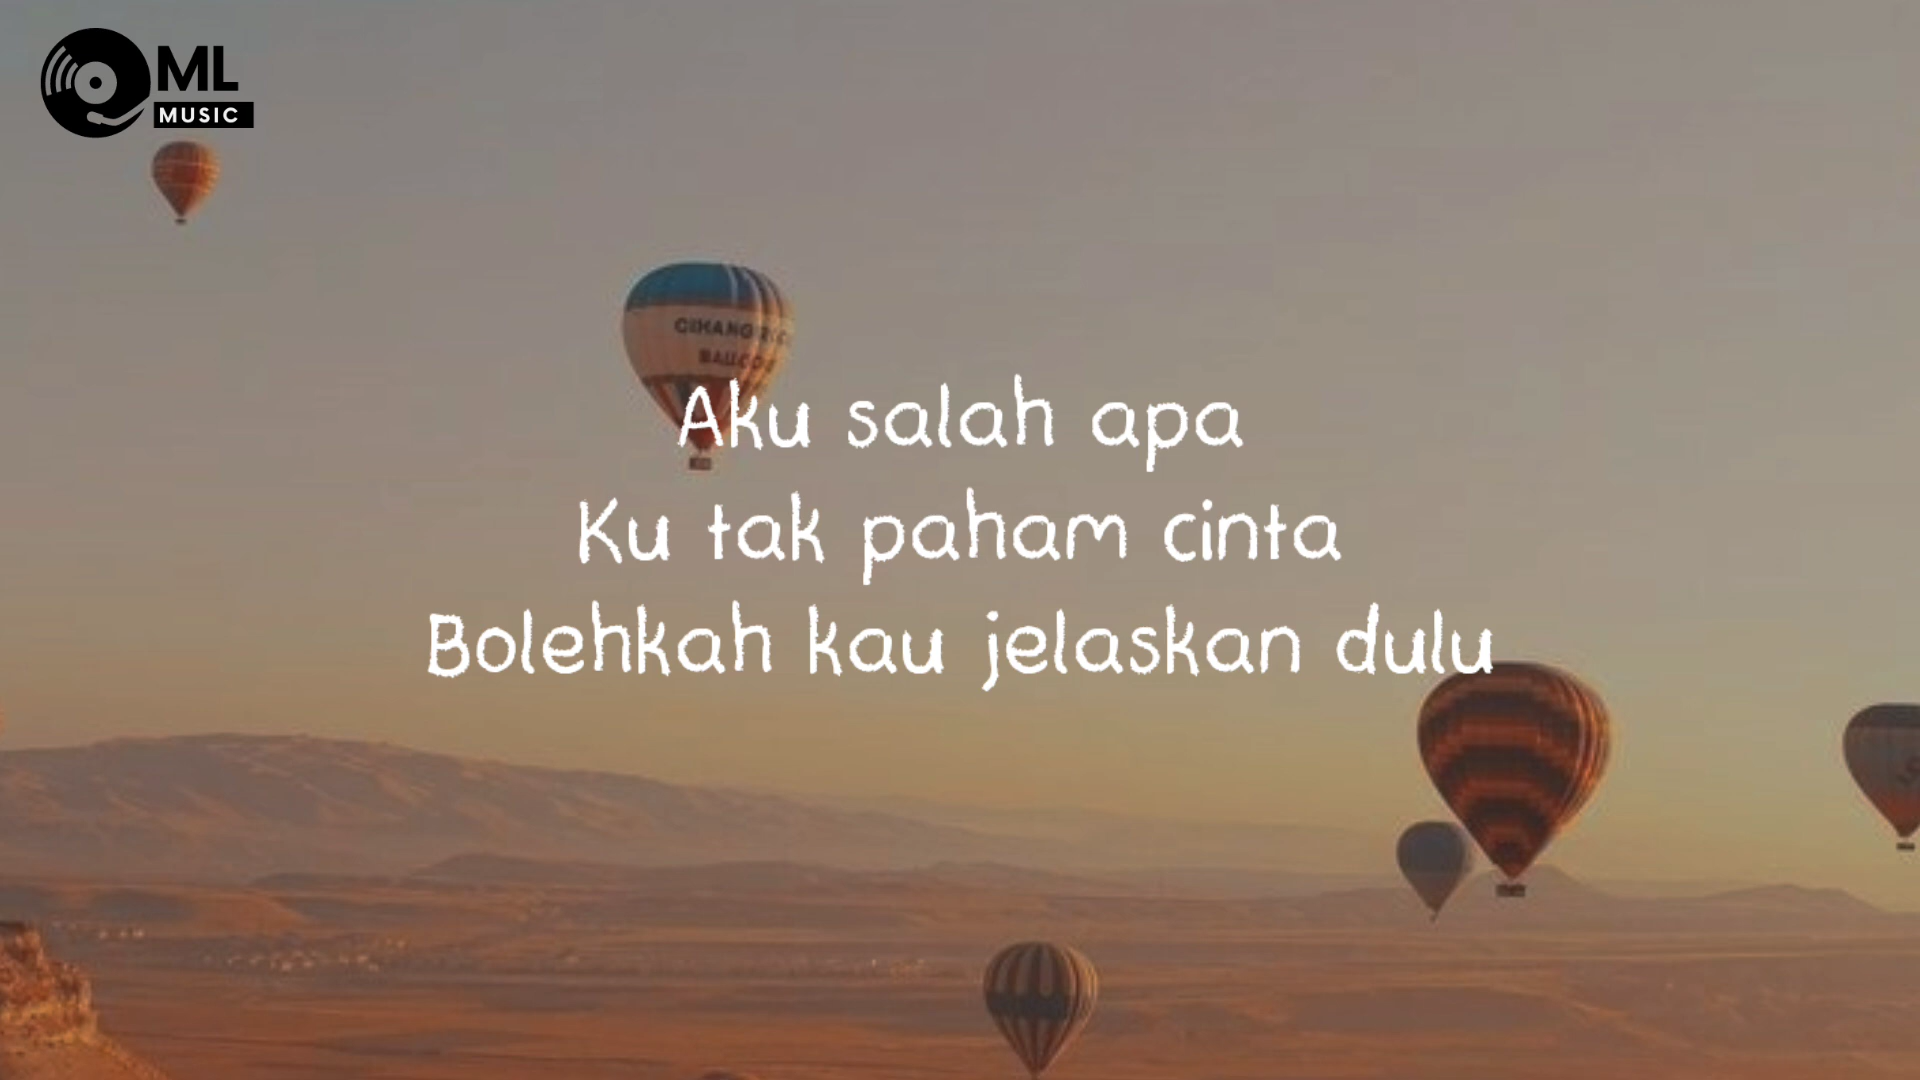 ML
MUSIC
Aku salah apa
Ku tak paham cinta
Bolehkah kau jelaskan dulu